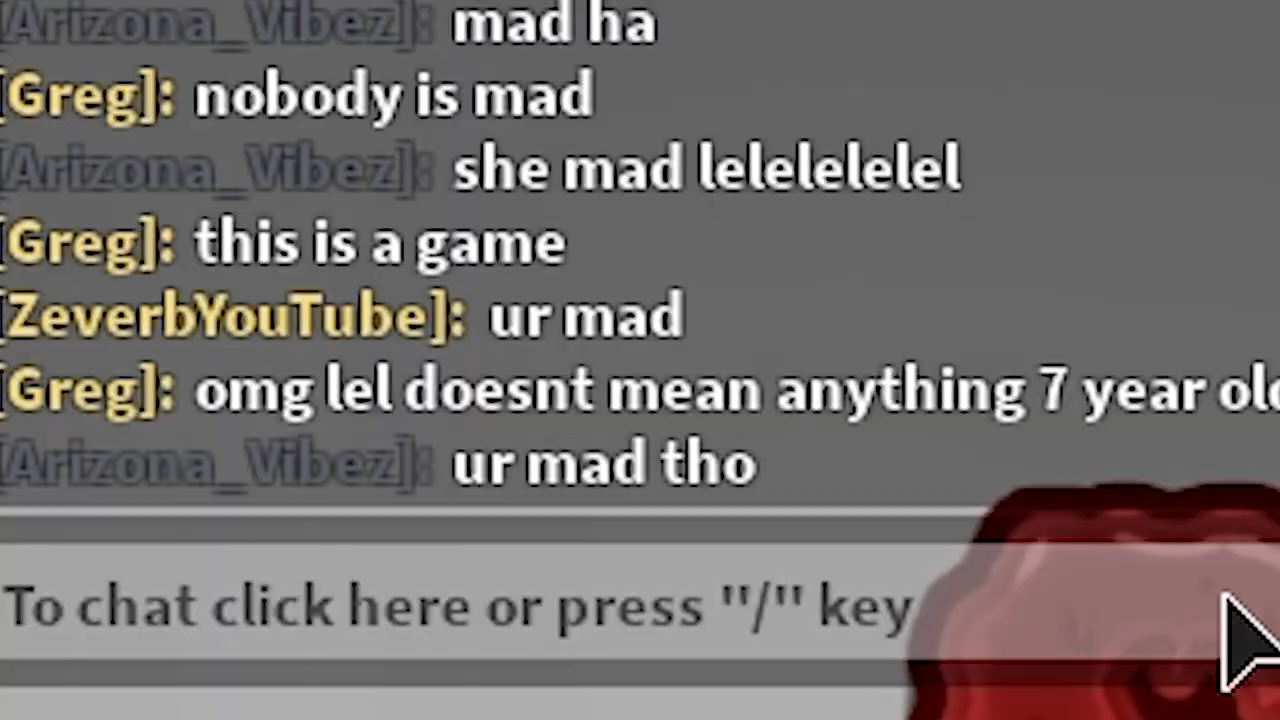 [Arizona_Vibez]: mad ha
[Greg]: nobody is mad
[Arizona_Vibez]: she mad lelelelelel
[Greg]: this is a game
[ZeverbYouTube]: ur mad
[Greg]: omg lel doesnt mean anything 7 year old
[Arizona_Vibez]: ur mad tho
To chat click here or press "/" key